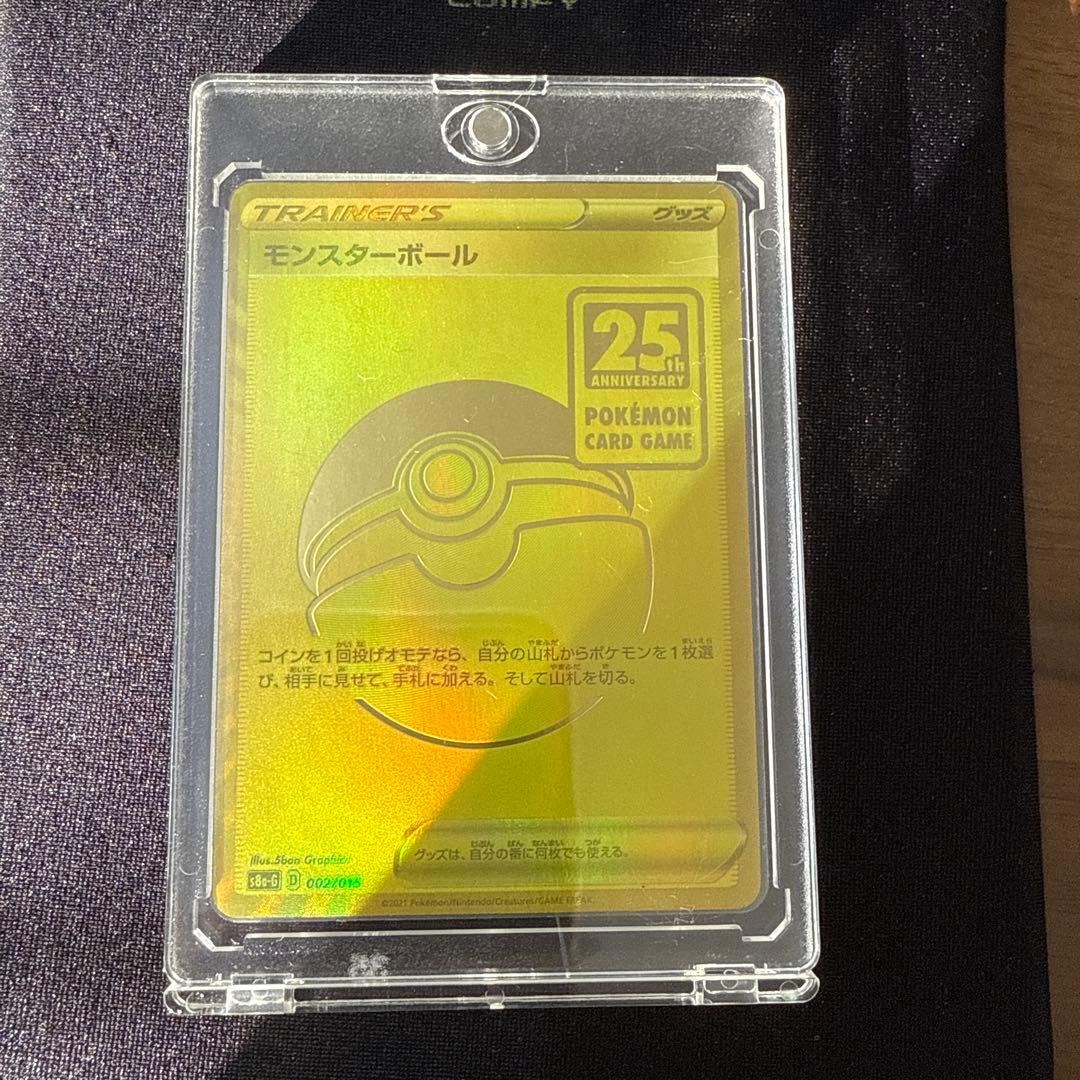 COMFY
TRAINER'S
グッズ
モンスターボール
25th
ANNIVERSARY
POKÉMON
CARD GAME
コインを1回投げオモテなら、自分の山札からポケモンを1枚選
び、相手に見せて、手札に加える。そして山札を切る。
グッズは、自分の番に何枚でも使える。
Illus.5ban Graphics
s8a-G D 002/015
©2021 Pokémon/Nintendo/Creatures/GAME FREAK.